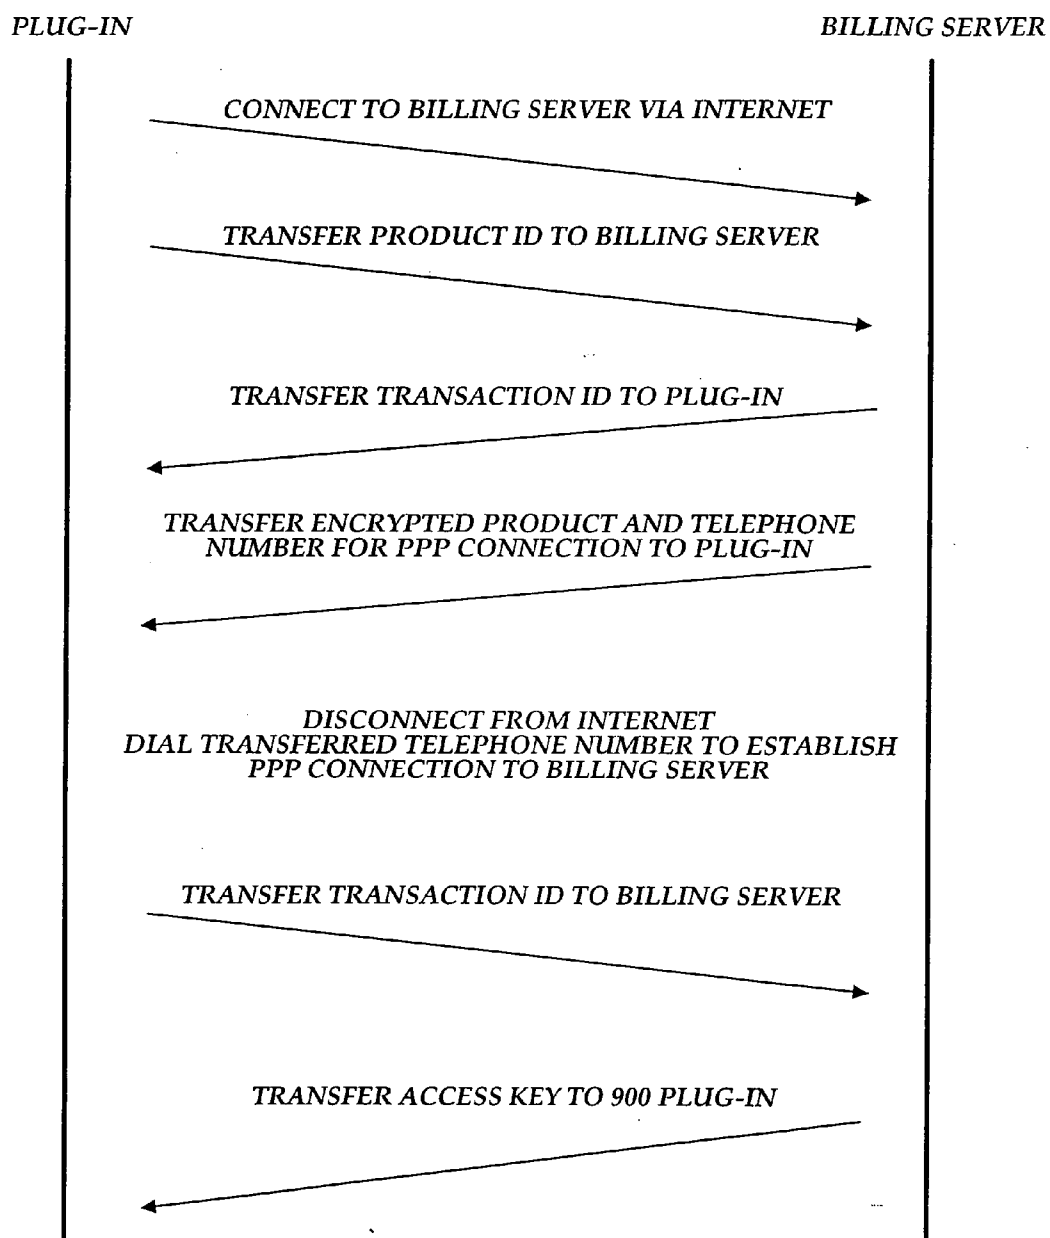 PLUG-IN
BILLING SERVER
CONNECT TO BILLING SERVER VIA INTERNET
TRANSFER PRODUCT ID TO BILLING SERVER
TRANSFER TRANSACTION ID TO PLUG-IN
TRANSFER ENCRYPTED PRODUCT AND TELEPHONE
NUMBER FOR PPP CONNECTION TO PLUG-IN
DISCONNECT FROM INTERNET
DIAL TRANSFERRED TELEPHONE NUMBER TO ESTABLISH
PPP CONNECTION TO BILLING SERVER
TRANSFER TRANSACTION ID TO BILLING SERVER
TRANSFER ACCESS KEY TO 900 PLUG-IN